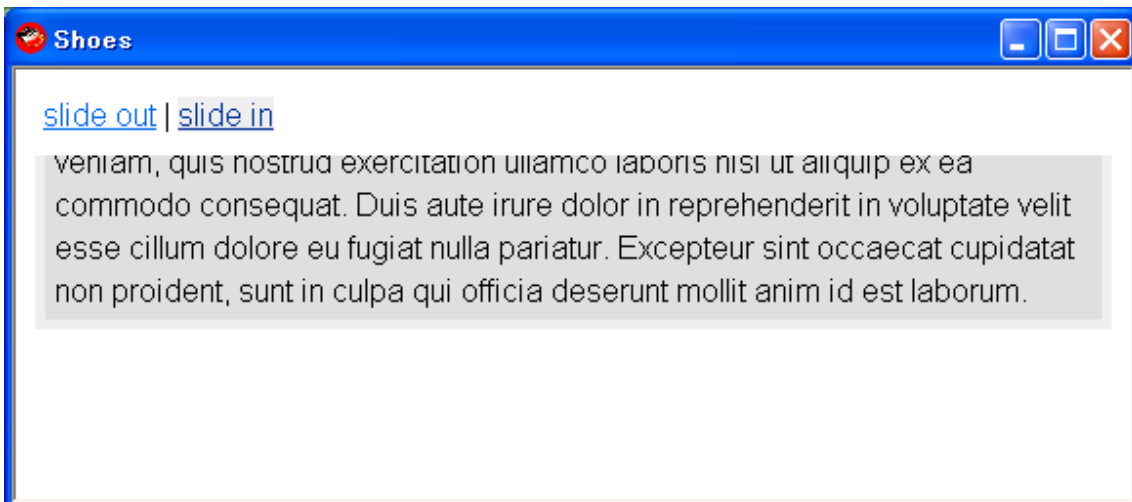 Shoes
slide out | slide in
veniam, quis nostrud exercitation ullamco laboris nisi ut aliquip ex ea
commodo consequat. Duis aute irure dolor in reprehenderit in voluptate velit
esse cillum dolore eu fugiat nulla pariatur. Excepteur sint occaecat cupidatat
non proident, sunt in culpa qui officia deserunt mollit anim id est laborum.